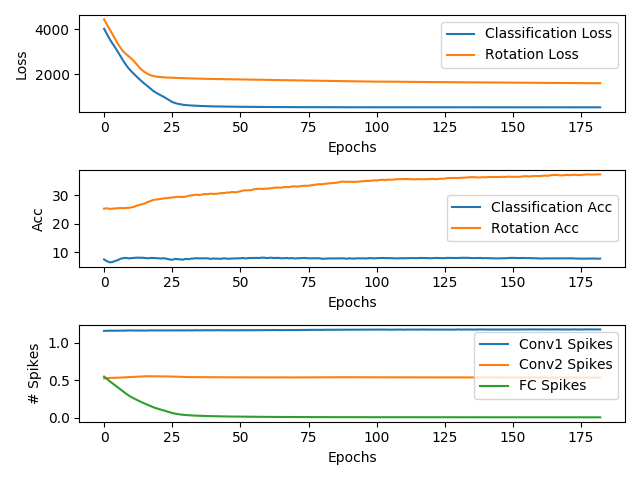 4000
2000
Loss
Classification Loss
Rotation Loss
0 25 50 75 100 125 150 175
Epochs
30
20
10
Acc
Classification Acc
Rotation Acc
0 25 50 75 100 125 150 175
Epochs
1.0
0.5
0.0
# Spikes
Conv1 Spikes
Conv2 Spikes
FC Spikes
0 25 50 75 100 125 150 175
Epochs